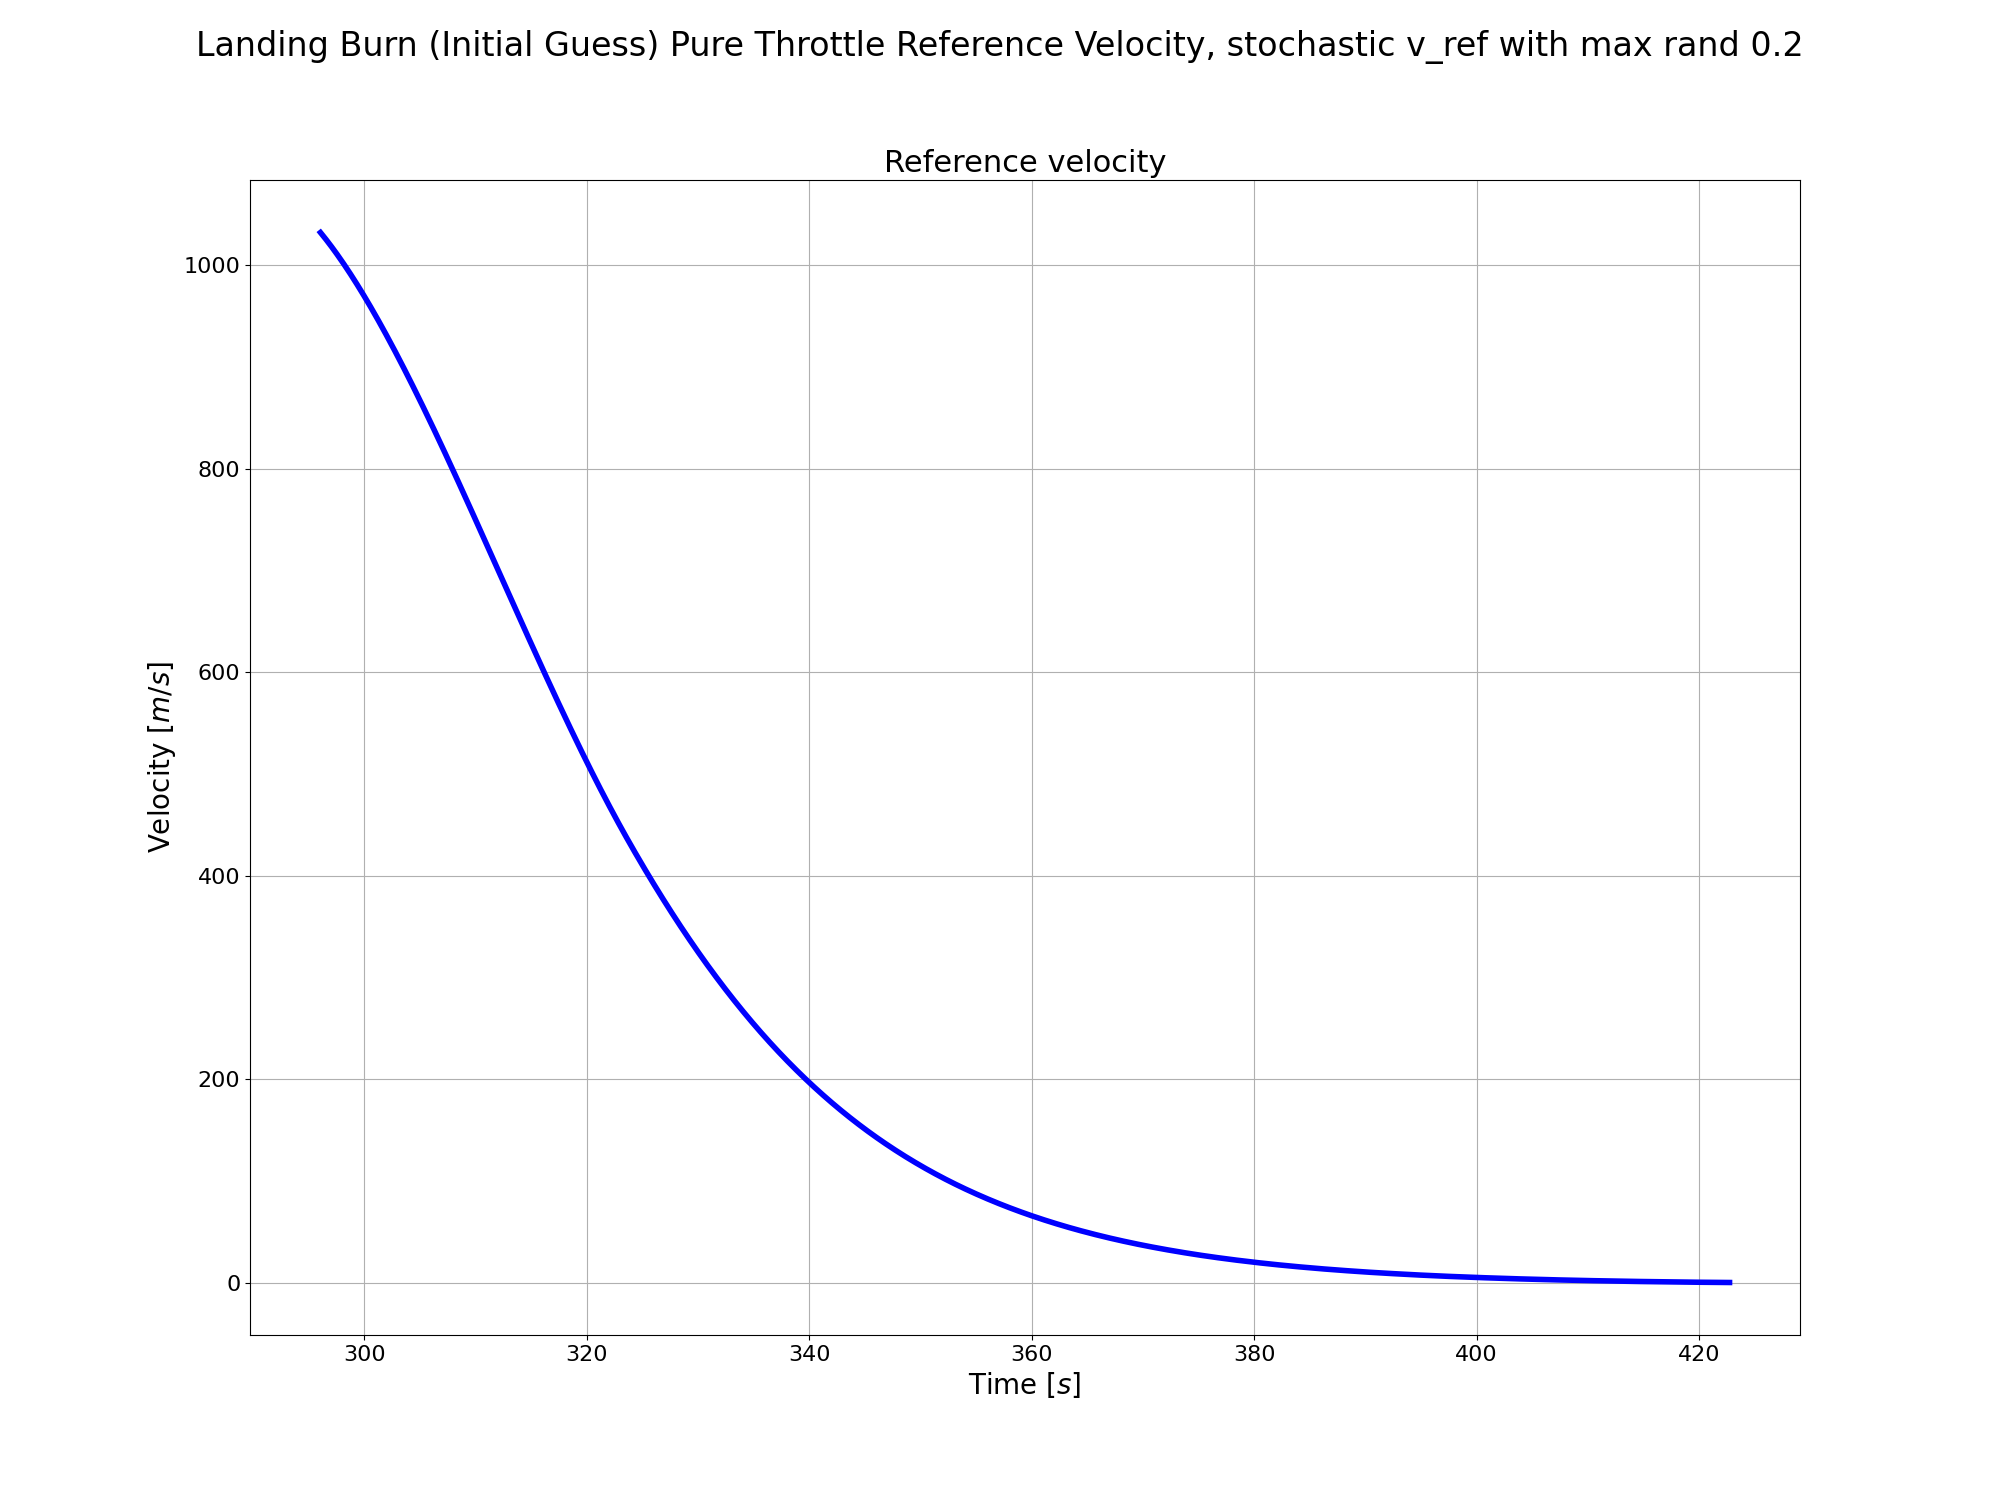 Landing Burn (Initial Guess) Pure Throttle Reference Velocity, stochastic v_ref with max rand 0.2
Reference velocity
1000
800
600
400
200
0
Velocity [m/s]
300 320 340 360 380 400 420
Time [s]